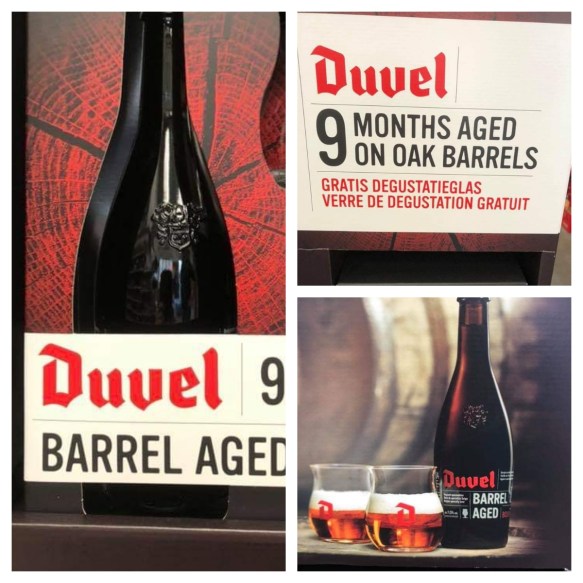 Duvel 9
BARREL AGED
Duvel
9 MONTHS AGED
ON OAK BARRELS
GRATIS DEGUSTATIEGLAS
VERRE DE DEGUSTATION GRATUIT
Duvel
BARREL
AGED
D